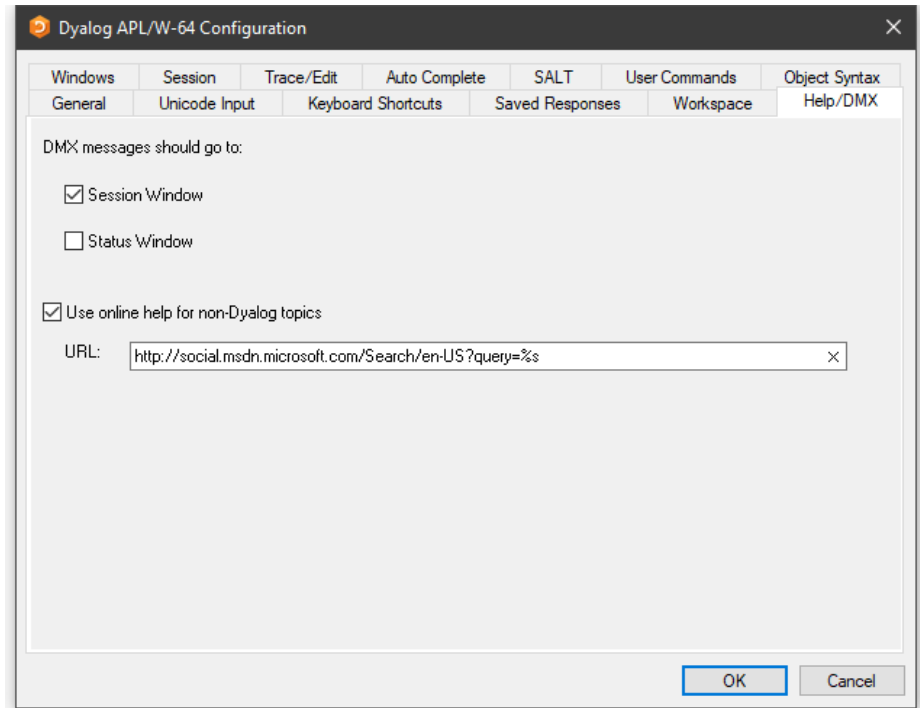 Dyalog APL/W-64 Configuration
Windows Session Trace/Edit Auto Complete SALT User Commands Object Syntax
General Unicode Input Keyboard Shortcuts Saved Responses Workspace Help/DMX
DMX messages should go to:
Session Window
Status Window
Use online help for non-Dyalog topics
URL: http://social.msdn.microsoft.com/Search/en-US?query=%s
OK Cancel